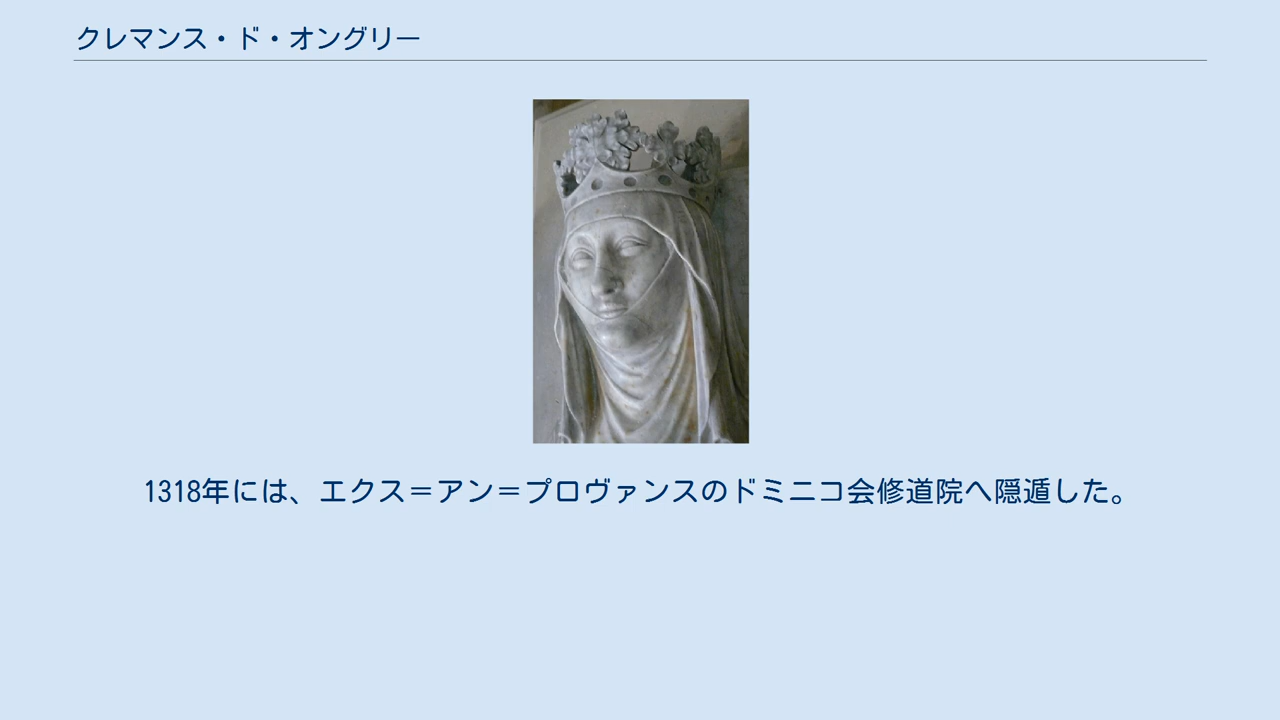 クレマンス・ド・オングリー
1318年には、エクス＝アン＝プロヴァンスのドミニコ会修道院へ隠遁した。